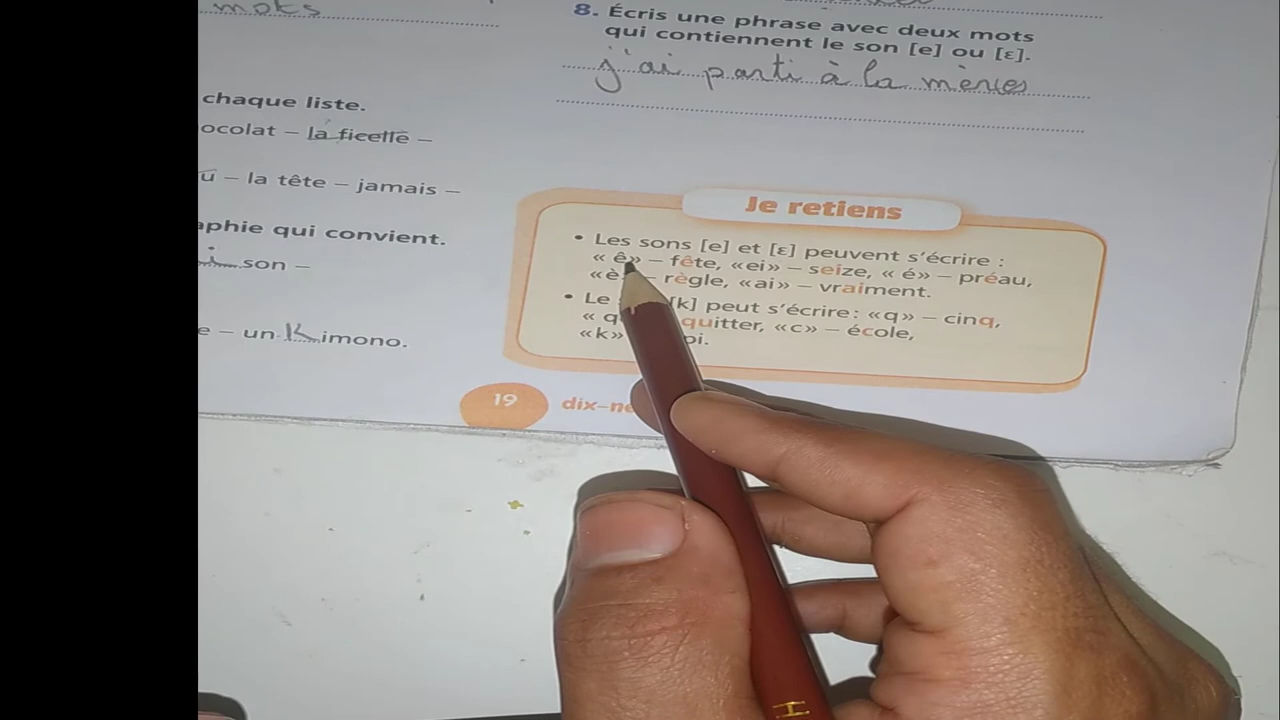 mots
chaque liste.
ocolat – la ficelle –
u – la tête – jamais –
aphie qui convient.
i son –
e – un Kimono.
8. Écris une phrase avec deux mots
qui contiennent le son [e] ou [ɛ].
j'ai parti à la
Je retiens
• Les sons [e] et [ɛ] peuvent s'écrire :
« ê» – fête, «ei» – seize, « é» – préau,
«è – règle, «ai» – vraiment.
• Le [k] peut s'écrire: «q» – cinq,
« q quitter, «c» – école,
«k» pi.
19 dix-ne
H